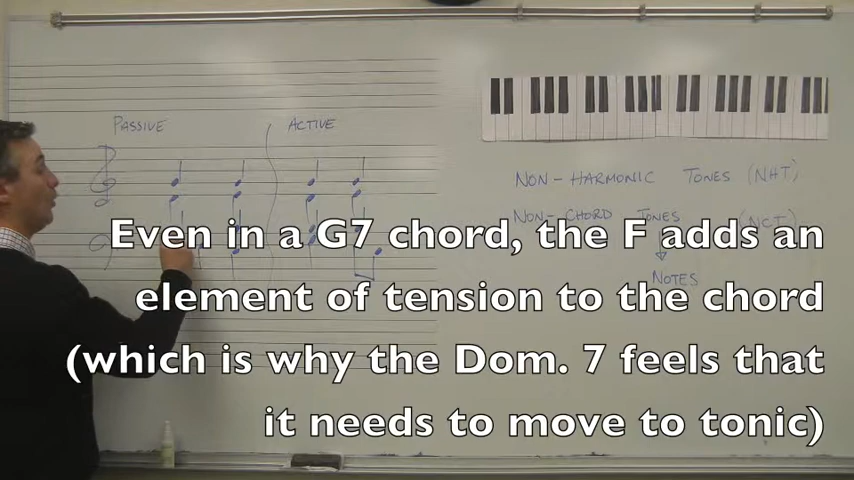 PASSIVE
ACTIVE
NON-HARMONIC TONES (NHT)
NON-CHORD TONES (NCT)
NOTES
Even in a G7 chord, the F adds an
element of tension to the chord
(which is why the Dom. 7 feels that
it needs to move to tonic)